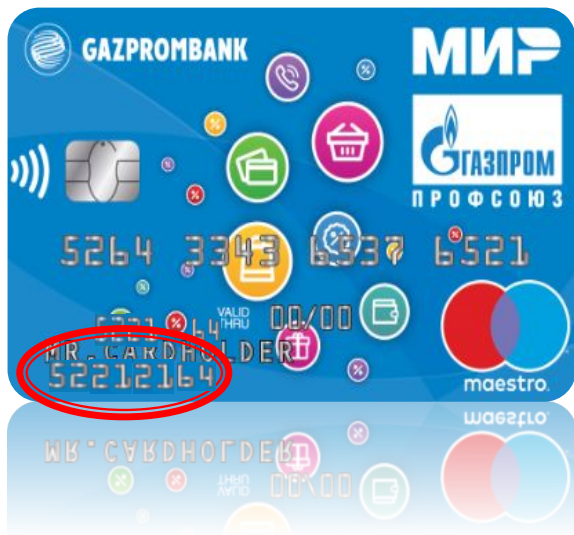 GAZPROMBANK
МИР
ГАЗПРОМ
ПРОФСОЮЗ
5264 3343 6537 6521
VALID
THRU 00/00
MR.CARDHOLDER
52212164
maestro